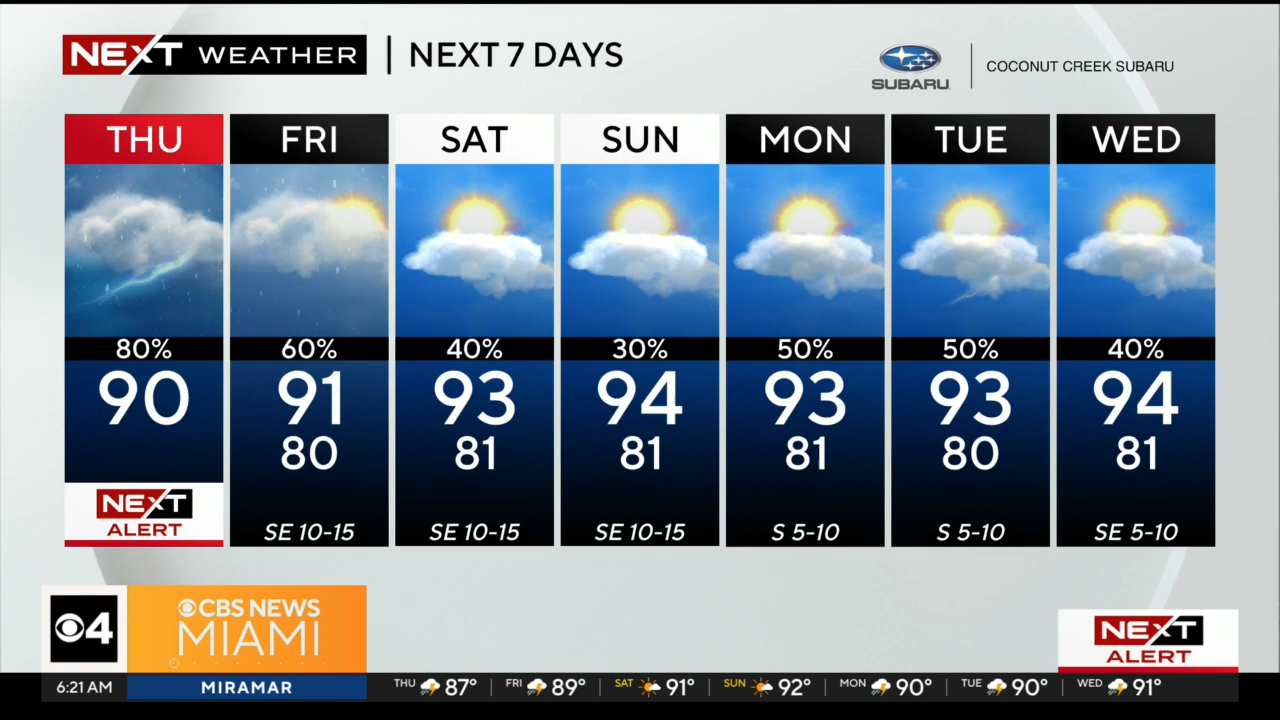 NEXT WEATHER | NEXT 7 DAYS
SUBARU
COCONUT CREEK SUBARU
THU FRI SAT SUN MON TUE WED
80% 60% 40% 30% 50% 50% 40%
90 91 93 94 93 93 94
80 81 81 81 80 81
NEXT
ALERT
SE 10-15 SE 10-15 SE 10-15 S 5-10 S 5-10 SE 5-10
4
CBS NEWS
MIAMI
NEXT
ALERT
6:21 AM MIRAMAR THU 87° FRI 89° SAT 91° SUN 92° MON 90° TUE 90° WED 91°